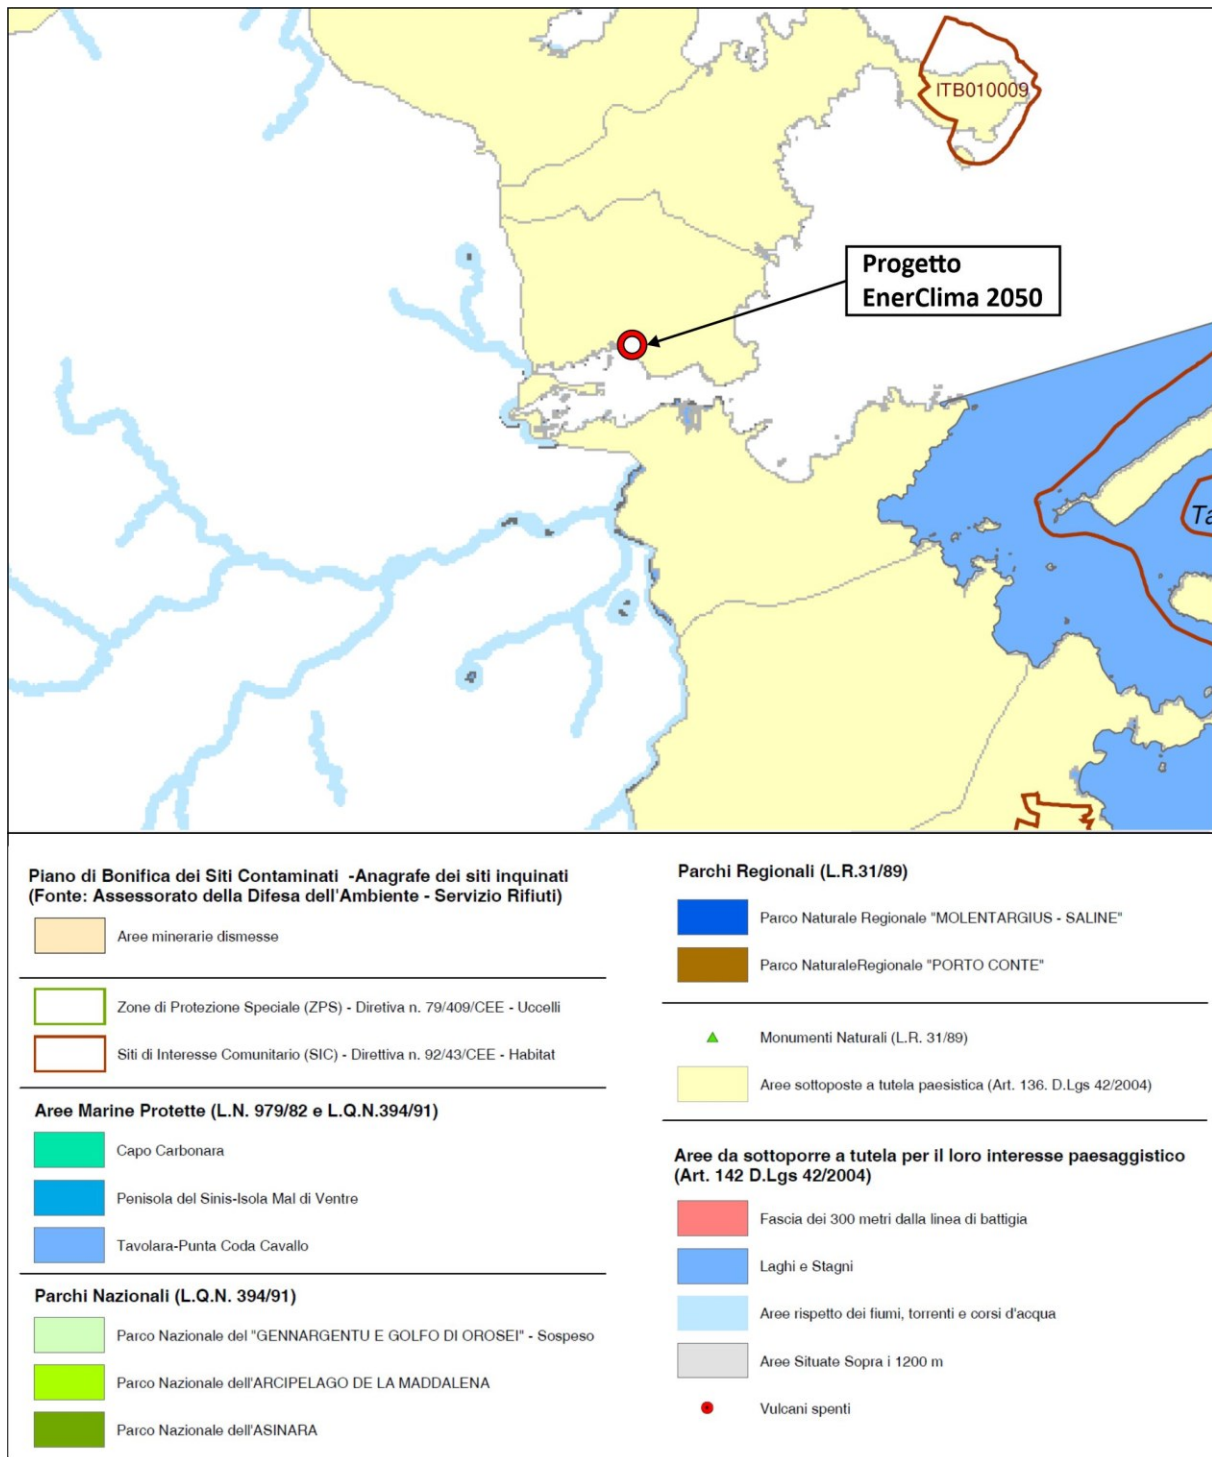 ITB010009
Progetto
EnerClima 2050
Ta
Piano di Bonifica dei Siti Contaminati -Anagrafe dei siti inquinati
(Fonte: Assessorato della Difesa dell'Ambiente - Servizio Rifiuti)
Aree minerarie dismesse
Zone di Protezione Speciale (ZPS) - Diretiva n. 79/409/CEE - Uccelli
Siti di Interesse Comunitario (SIC) - Direttiva n. 92/43/CEE - Habitat
Aree Marine Protette (L.N. 979/82 e L.Q.N.394/91)
Capo Carbonara
Penisola del Sinis-Isola Mal di Ventre
Tavolara-Punta Coda Cavallo
Parchi Nazionali (L.Q.N. 394/91)
Parco Nazionale del "GENNARGENTU E GOLFO DI OROSEI" - Sospeso
Parco Nazionale dell'ARCIPELAGO DE LA MADDALENA
Parco Nazionale dell'ASINARA
Parchi Regionali (L.R.31/89)
Parco Naturale Regionale "MOLENTARGIUS - SALINE"
Parco NaturaleRegionale "PORTO CONTE"
Monumenti Naturali (L.R. 31/89)
Aree sottoposte a tutela paesistica (Art. 136. D.Lgs 42/2004)
Aree da sottoporre a tutela per il loro interesse paesaggistico
(Art. 142 D.Lgs 42/2004)
Fascia dei 300 metri dalla linea di battigia
Laghi e Stagni
Aree rispetto dei fiumi, torrenti e corsi d'acqua
Aree Situate Sopra i 1200 m
Vulcani spenti